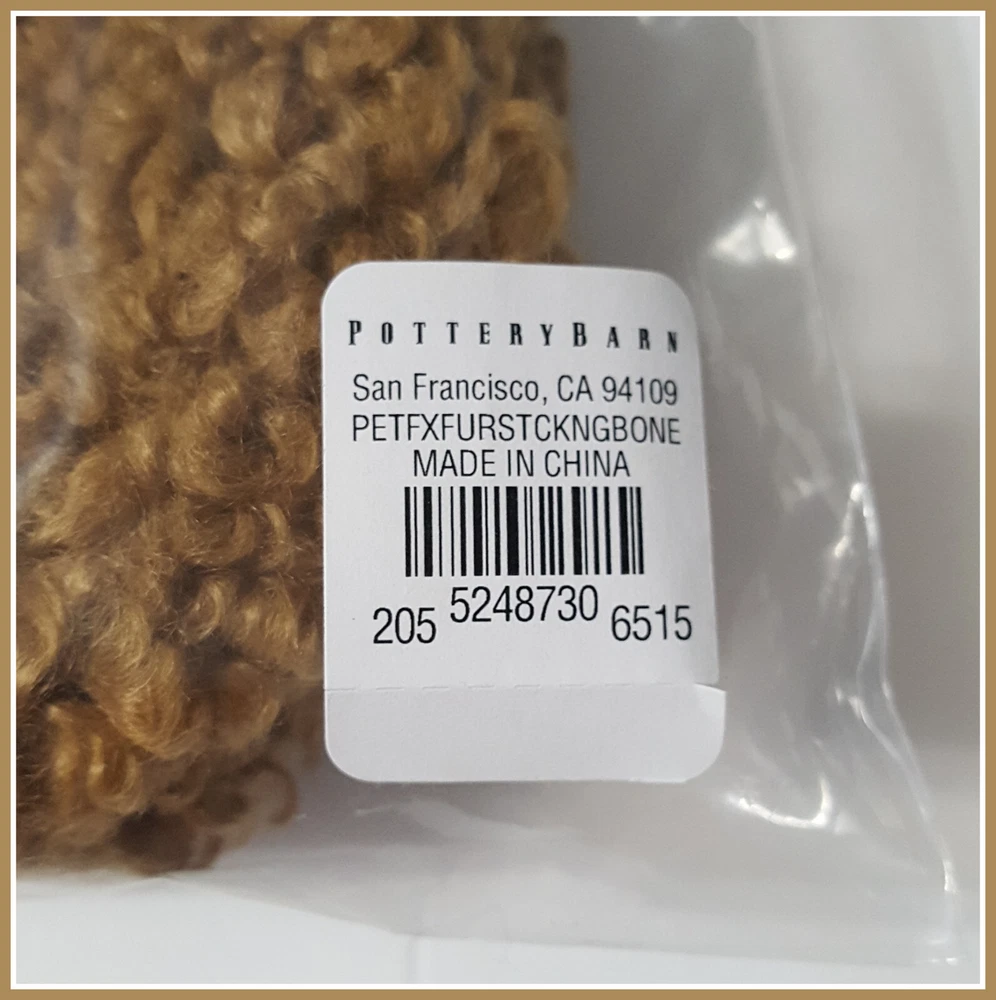 POTTERYBARN
San Francisco, CA 94109
PETFXFURSTCKNGBONE
MADE IN CHINA
205 5248730 6515